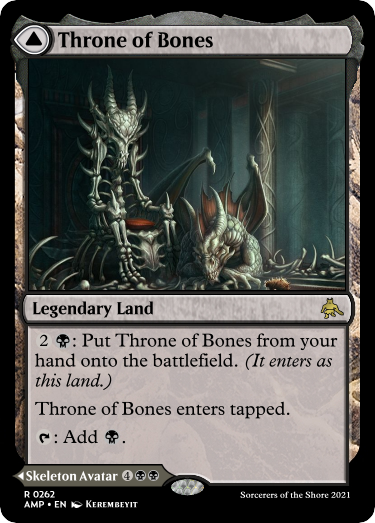 Throne of Bones
Legendary Land
2 : Put Throne of Bones from your
hand onto the battlefield. (It enters as
this land.)
Throne of Bones enters tapped.
: Add .
Skeleton Avatar 4
R 0262
AMP • EN Kerembeyit
Sorcerers of the Shore 2021